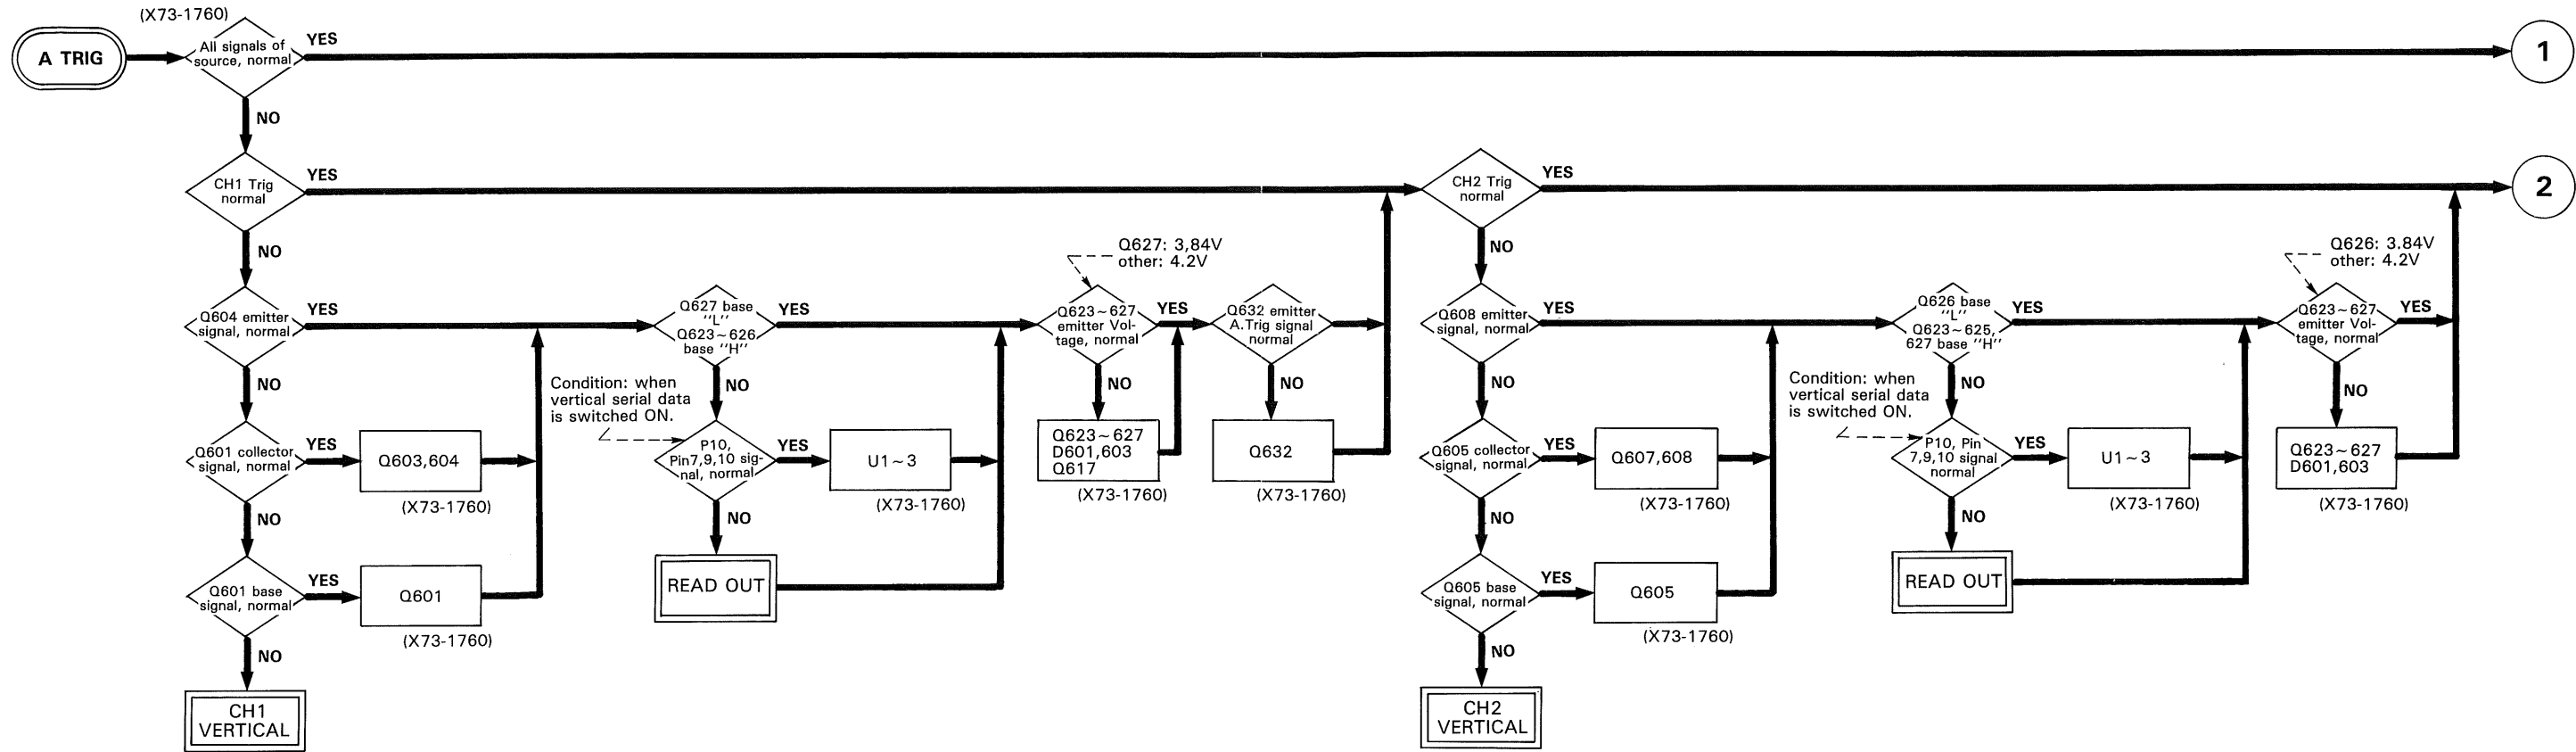 (X73-1760)
A TRIG
All signals of
source, normal
YES
1
NO
CH1 Trig
normal
YES
CH2 Trig
normal
YES
2
NO
NO
Q604 emitter
signal, normal
YES
Q627 base
"L"
Q623~626
base "H"
YES
Q627: 3,84V
other: 4.2V
Q623~627
emitter Vol-
tage, normal
YES
Q632 emitter
A.Trig signal
normal
Q608 emitter
signal, normal
YES
Q626 base
"L"
Q623~625,
627 base "H"
YES
Q626: 3.84V
other: 4.2V
Q623~627
emitter Vol-
tage, normal
YES
NO
NO
NO
NO
NO
NO
NO
Condition: when
vertical serial data
is switched ON.
Condition: when
vertical serial data
is switched ON.
Q601 collector
signal, normal
YES
Q603,604
(X73-1760)
P10,
Pin7,9,10 sig-
nal, normal
YES
U1~3
(X73-1760)
Q623~627
D601,603
Q617
(X73-1760)
Q632
(X73-1760)
Q605 collector
signal, normal
YES
Q607,608
(X73-1760)
P10, Pin
7,9,10 signal
normal
YES
U1~3
(X73-1760)
Q623~627
D601,603
(X73-1760)
NO
NO
NO
NO
Q601 base
signal, normal
YES
Q601
(X73-1760)
READ OUT
Q605 base
signal, normal
YES
Q605
(X73-1760)
READ OUT
NO
NO
CH1
VERTICAL
CH2
VERTICAL